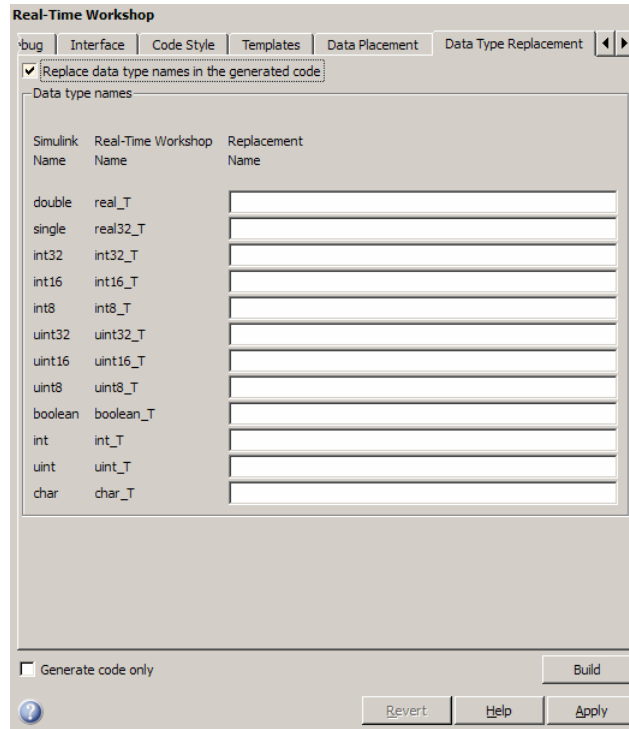 Real-Time Workshop
bug Interface Code Style Templates Data Placement Data Type Replacement
Replace data type names in the generated code
Data type names
Simulink Real-Time Workshop Replacement
Name Name Name
double real_T
single real32_T
int32 int32_T
int16 int16_T
int8 int8_T
uint32 uint32_T
uint16 uint16_T
uint8 uint8_T
boolean boolean_T
int int_T
uint uint_T
char char_T
Generate code only Build
? Revert Help Apply